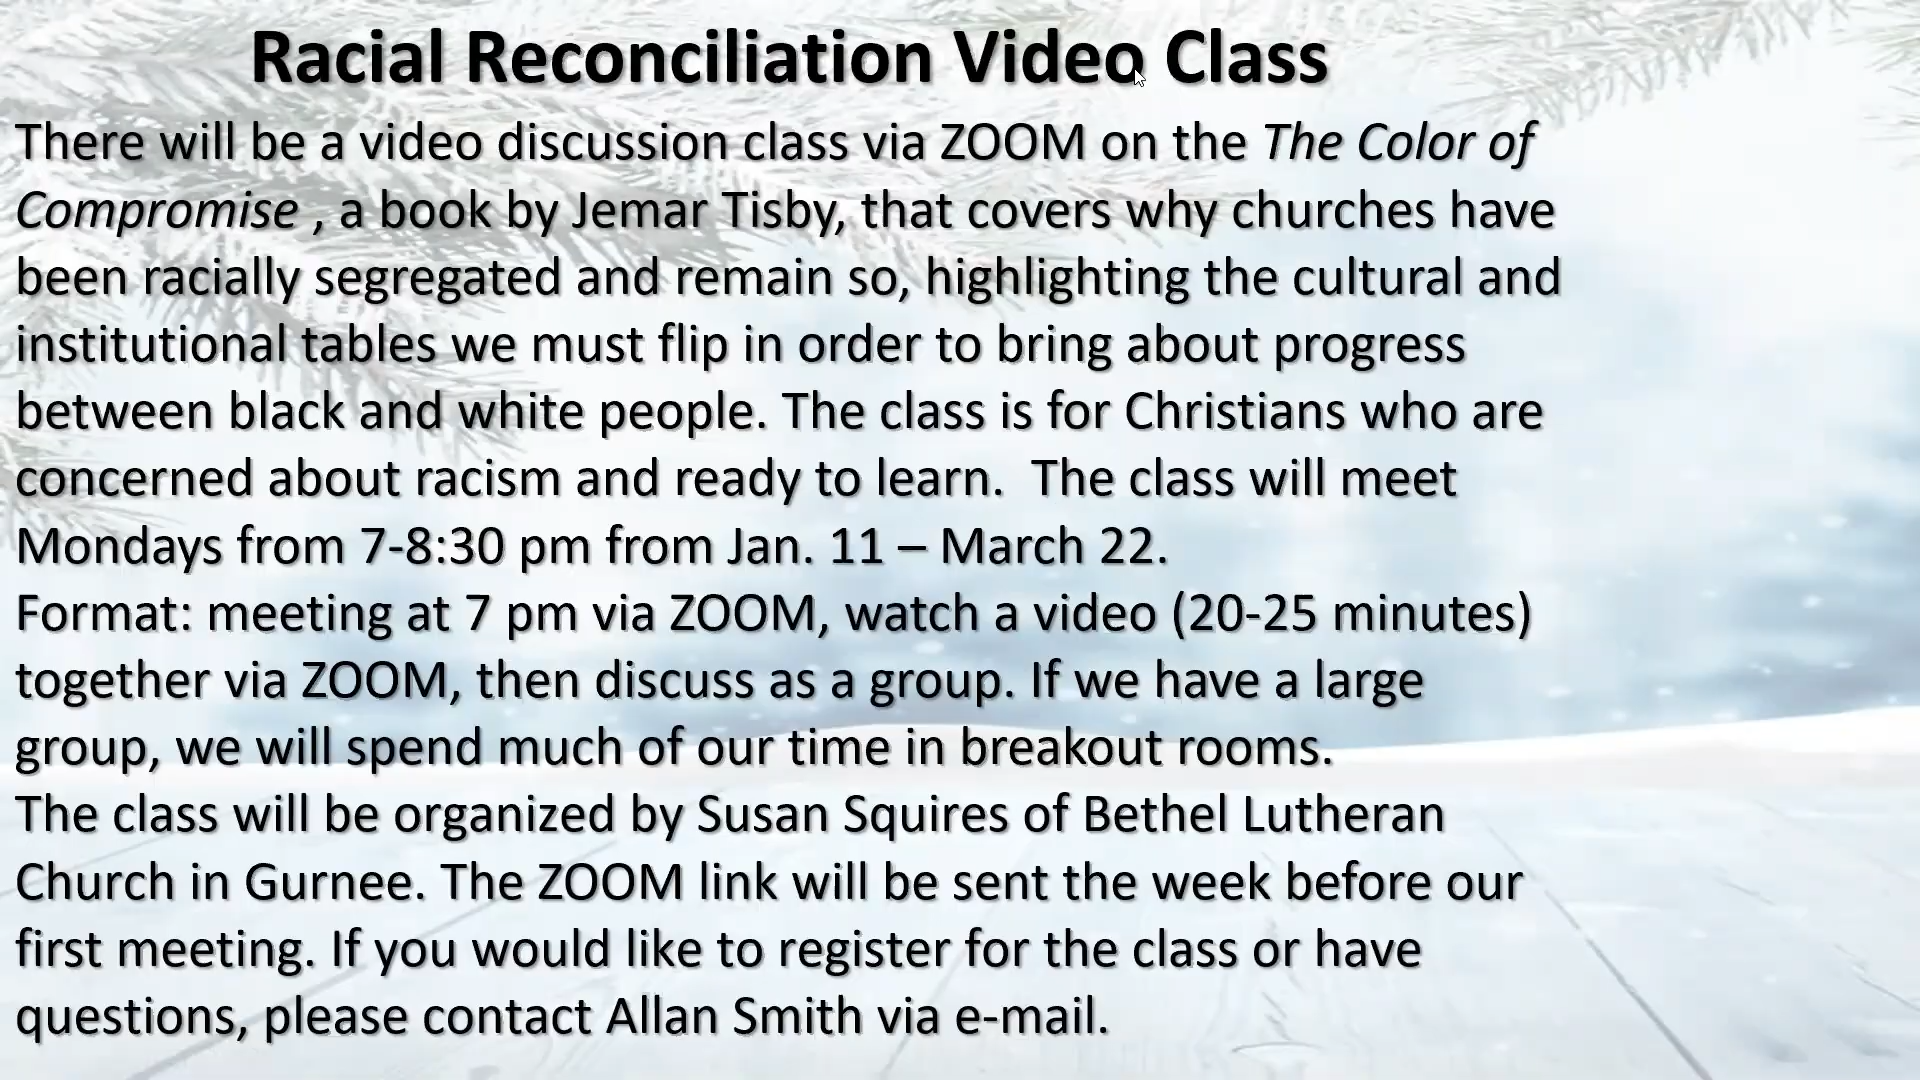 Racial Reconciliation Video Class
There will be a video discussion class via ZOOM on the The Color of
Compromise , a book by Jemar Tisby, that covers why churches have
been racially segregated and remain so, highlighting the cultural and
institutional tables we must flip in order to bring about progress
between black and white people. The class is for Christians who are
concerned about racism and ready to learn.  The class will meet
Mondays from 7-8:30 pm from Jan. 11 – March 22.
Format: meeting at 7 pm via ZOOM, watch a video (20-25 minutes)
together via ZOOM, then discuss as a group. If we have a large
group, we will spend much of our time in breakout rooms.
The class will be organized by Susan Squires of Bethel Lutheran
Church in Gurnee. The ZOOM link will be sent the week before our
first meeting. If you would like to register for the class or have
questions, please contact Allan Smith via e-mail.